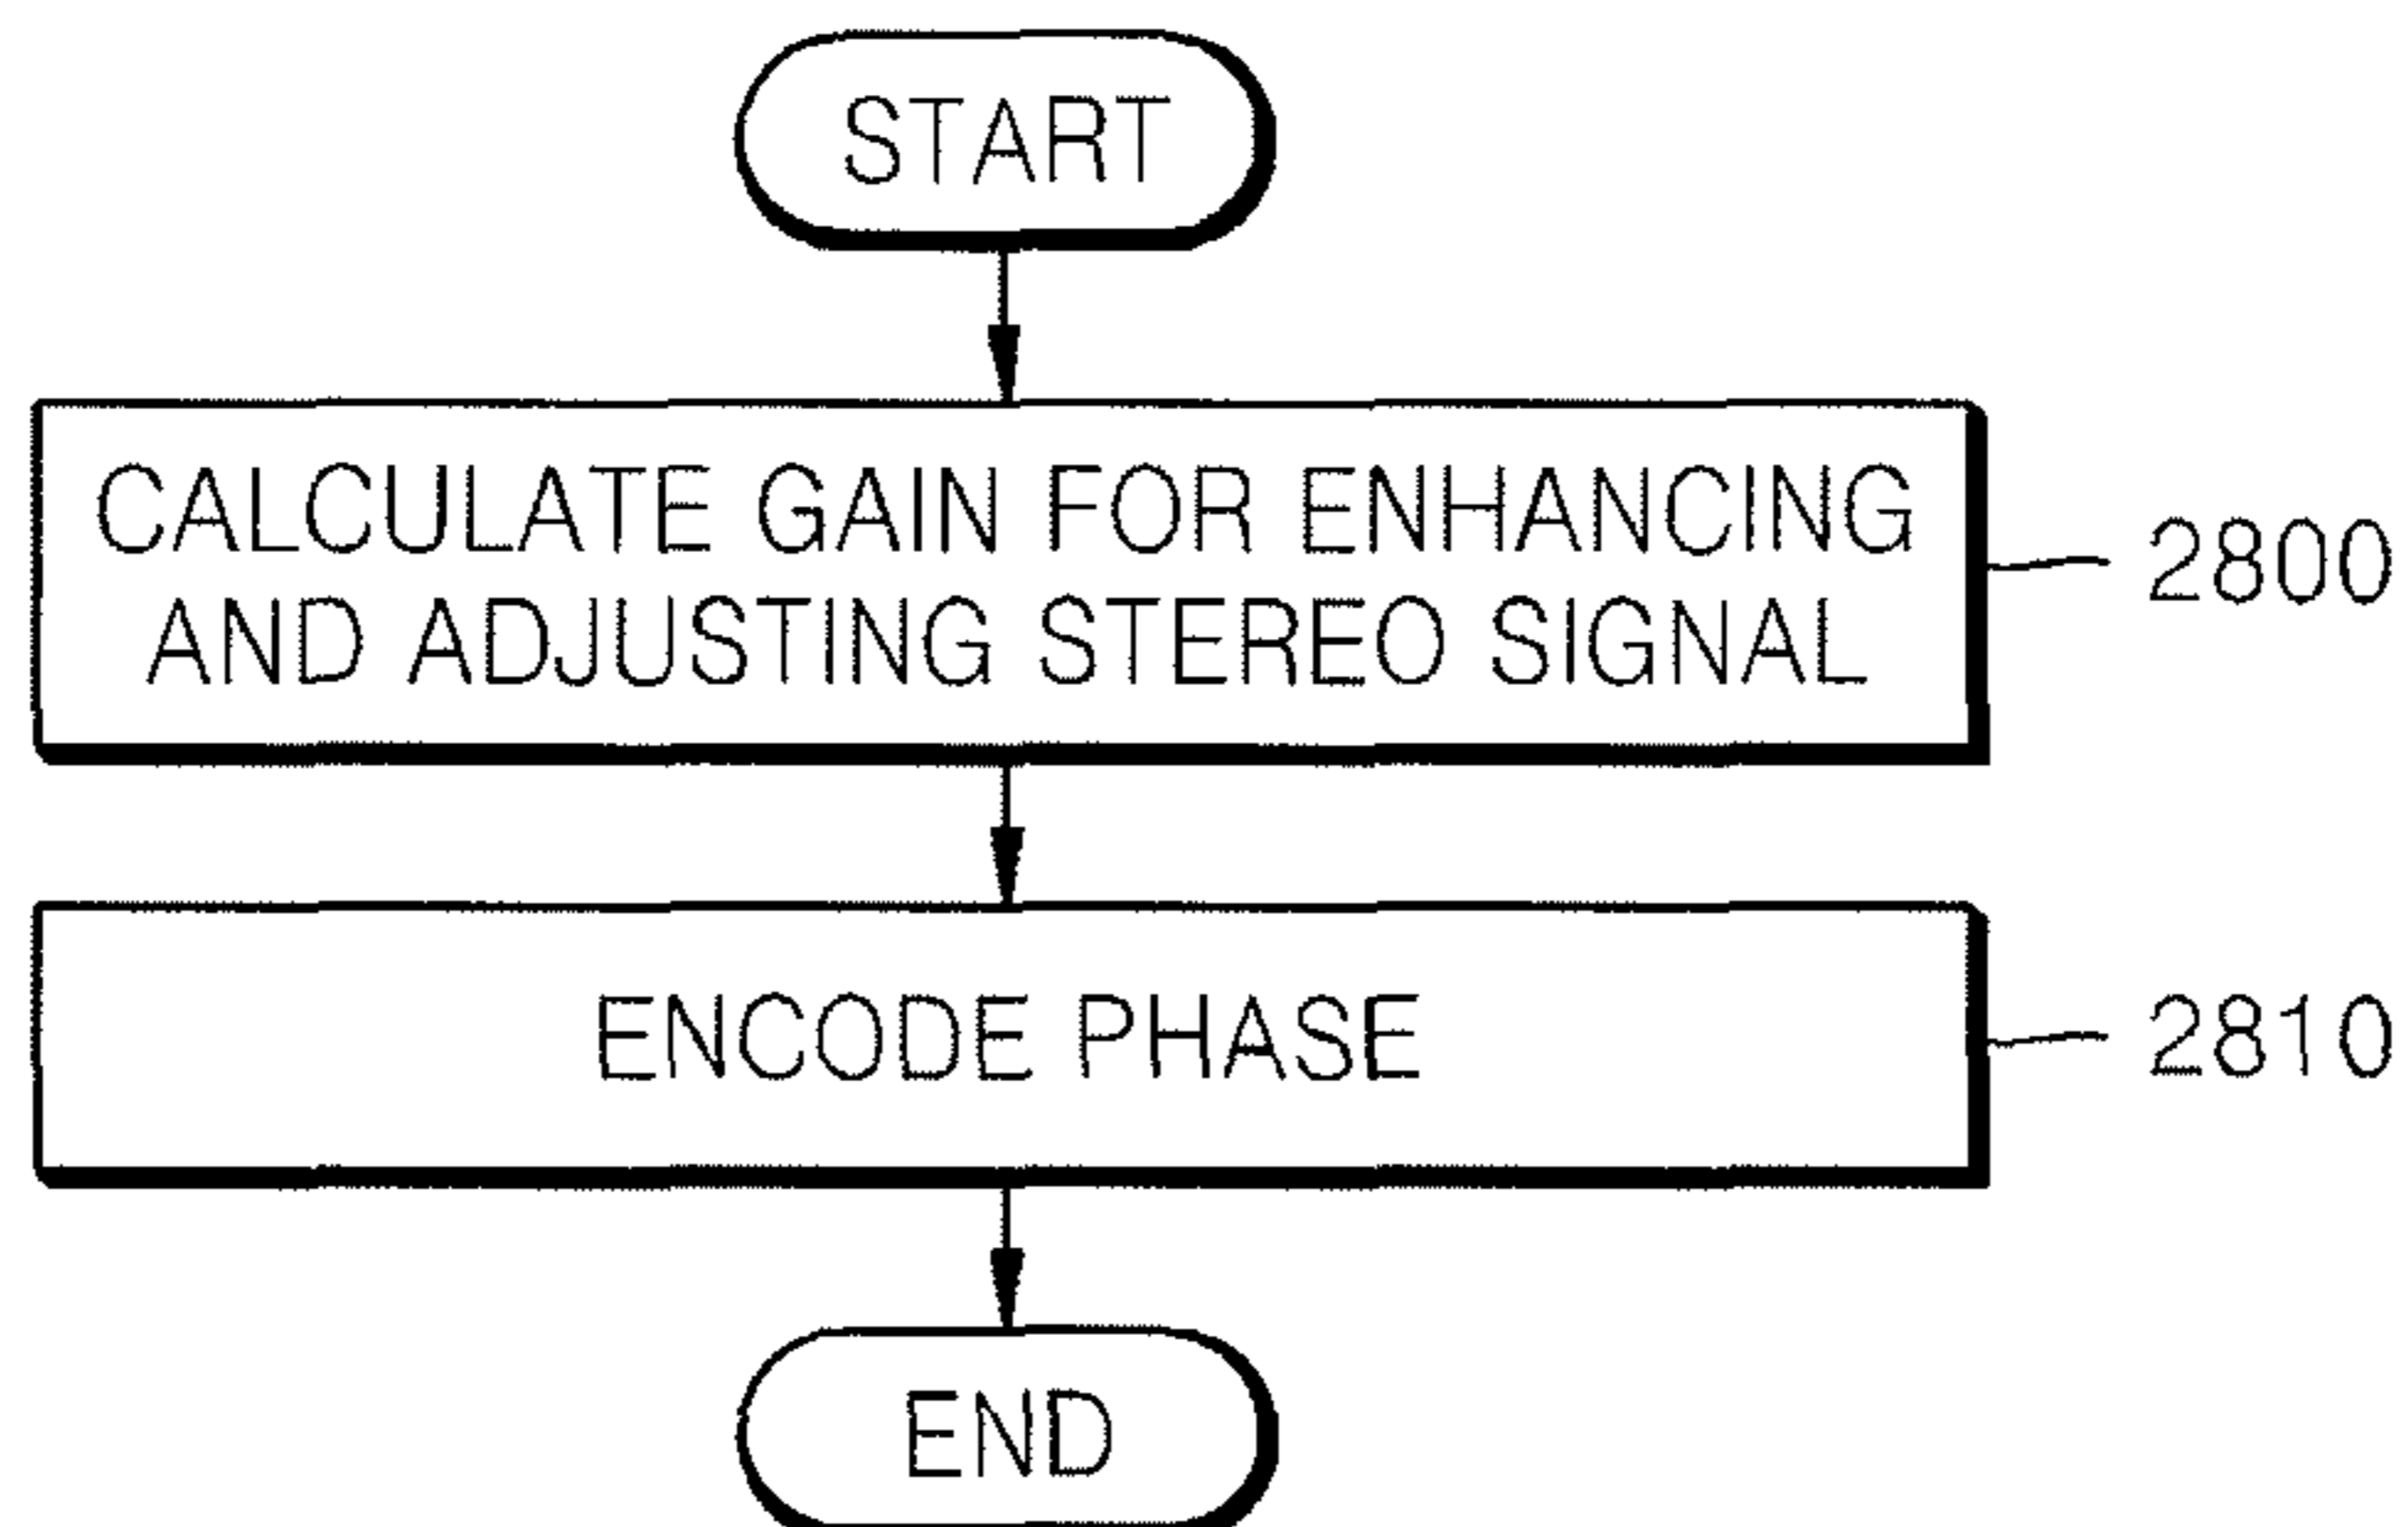 START
CALCULATE GAIN FOR ENHANCING
AND ADJUSTING STEREO SIGNAL
2800
ENCODE PHASE
2810
END